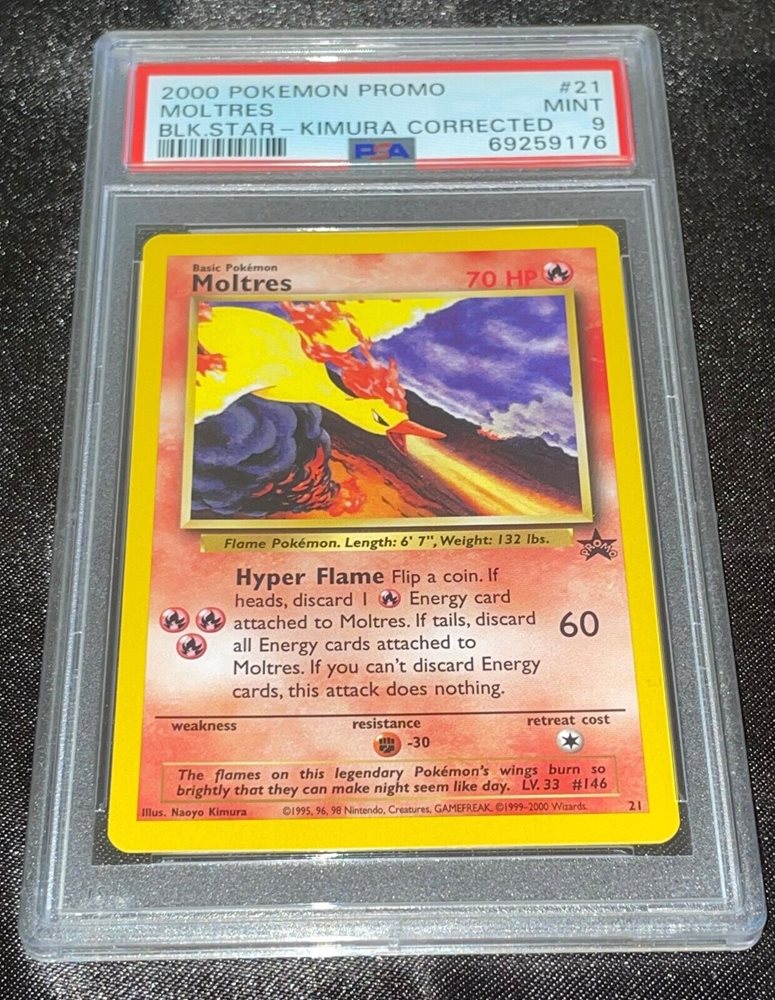 2000 POKEMON PROMO #21
MOLTRES MINT
BLK.STAR-KIMURA CORRECTED 9
PSA 69259176
Basic Pokémon
Moltres 70 HP
Flame Pokémon. Length: 6' 7", Weight: 132 lbs.
PROMO
Hyper Flame Flip a coin. If
heads, discard 1 Energy card
attached to Moltres. If tails, discard
all Energy cards attached to
Moltres. If you can't discard Energy
cards, this attack does nothing.
60
weakness resistance retreat cost
-30
The flames on this legendary Pokémon's wings burn so
brightly that they can make night seem like day. LV. 33 #146
Illus. Naoyo Kimura ©1995, 96, 98 Nintendo, Creatures, GAMEFREAK. ©1999-2000 Wizards. 21